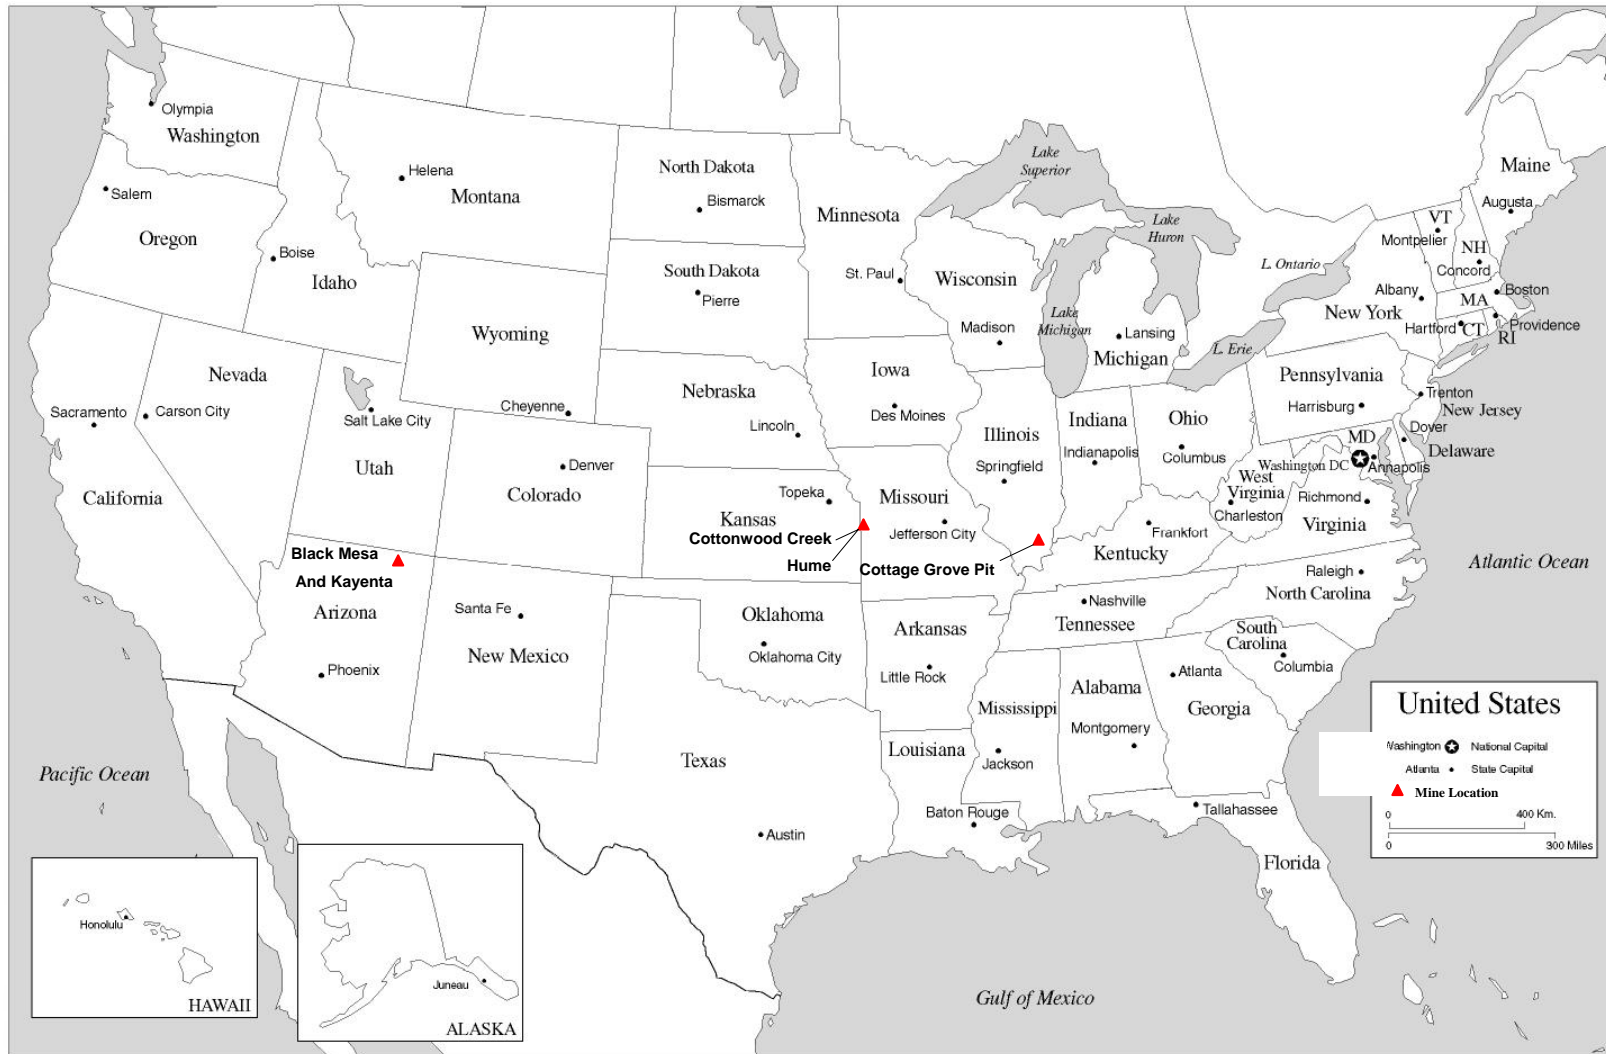 Olympia
Washington
Salem
Oregon
Helena
Montana
Boise
Idaho
North Dakota
Bismarck
South Dakota
Pierre
Minnesota
St. Paul
Lake
Superior
Wisconsin
Madison
Lake
Michigan
Lake
Huron
Lansing
Michigan
L. Ontario
L. Erie
Maine
Augusta
VT
Montpelier
NH
Concord
Albany
New York
MA
Boston
Hartford
CT
Providence
RI
Wyoming
Cheyenne
Nevada
Carson City
Sacramento
California
Salt Lake City
Utah
Denver
Colorado
Nebraska
Lincoln
Iowa
Des Moines
Illinois
Springfield
Indiana
Indianapolis
Ohio
Columbus
Pennsylvania
Harrisburg
Trenton
New Jersey
MD
Dover
Delaware
Washington DC
Annapolis
West
Virginia
Charleston
Richmond
Virginia
Topeka
Kansas
Missouri
Jefferson City
Cottonwood Creek
Hume
Cottage Grove Pit
Frankfort
Kentucky
Black Mesa
And Kayenta
Arizona
Phoenix
Santa Fe
New Mexico
Oklahoma
Oklahoma City
Arkansas
Little Rock
Nashville
Tennessee
Raleigh
North Carolina
South
Carolina
Columbia
Atlantic Ocean
Atlanta
Georgia
Alabama
Montgomery
Mississippi
Jackson
Louisiana
Baton Rouge
Texas
Austin
Tallahassee
Florida
Pacific Ocean
Gulf of Mexico
Honolulu
HAWAII
Juneau
ALASKA
United States
Washington National Capital
Atlanta State Capital
Mine Location
0 400 Km.
0 300 Miles